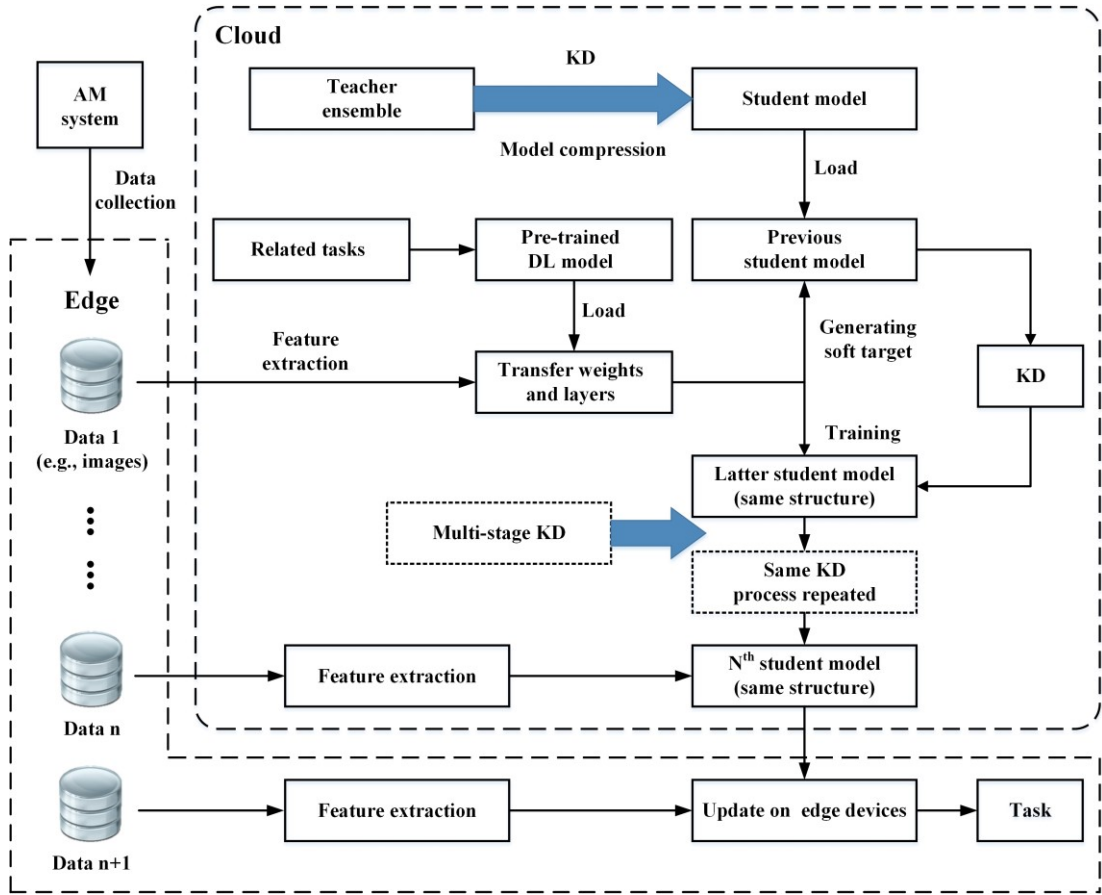 Cloud
AM
system
Teacher
ensemble
KD
Model compression
Student model
Data
collection
Load
Related tasks
Pre-trained
DL model
Previous
student model
Edge
Load
Feature
extraction
Generating
soft target
Transfer weights
and layers
KD
Data 1
(e.g., images)
Training
Latter student model
(same structure)
Multi-stage KD
Same KD
process repeated
Feature extraction
Nth student model
(same structure)
Data n
Feature extraction
Update on edge devices
Task
Data n+1